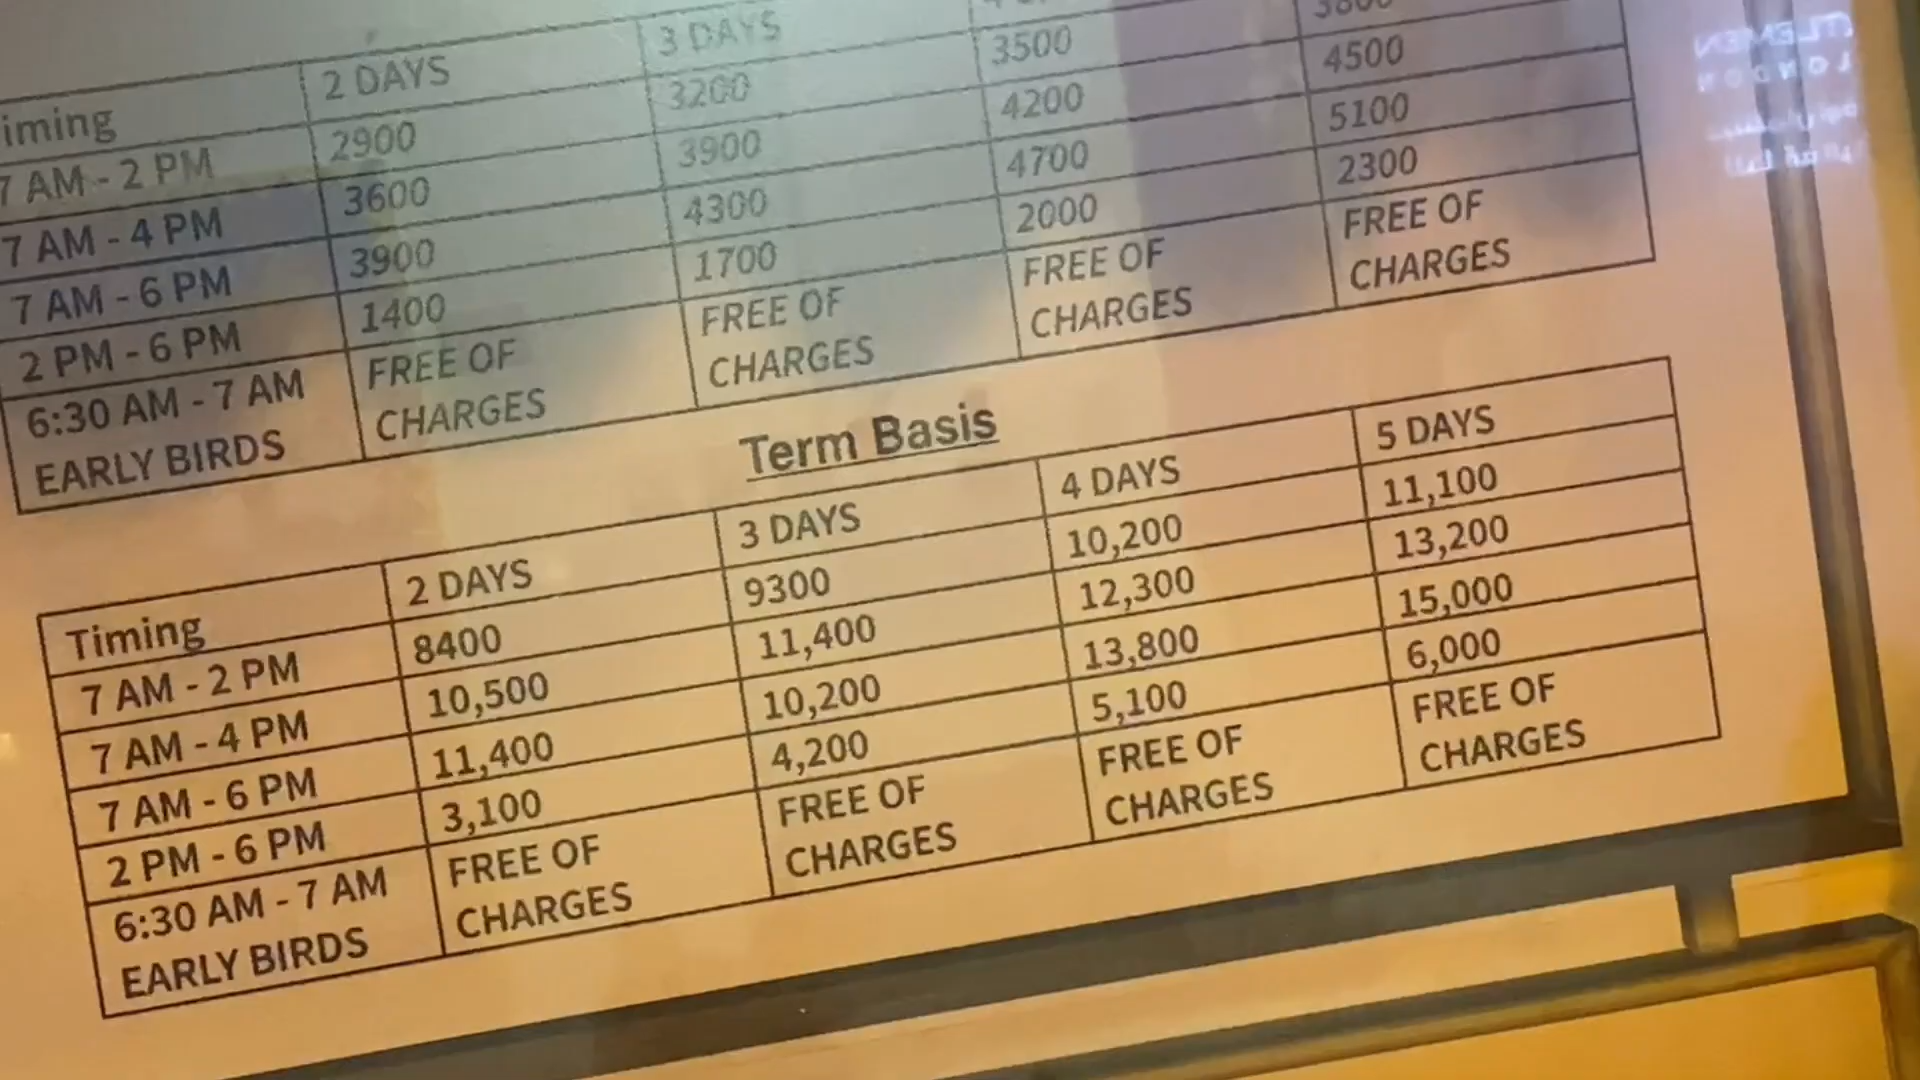 iming 2 DAYS 3 DAYS
7 AM - 2 PM 2900 3200 3500
7 AM - 4 PM 3600 3900 4200 4500
7 AM - 6 PM 3900 4300 4700 5100
2 PM - 6 PM 1400 1700 2000 2300
6:30 AM - 7 AM FREE OF FREE OF FREE OF FREE OF
EARLY BIRDS CHARGES CHARGES CHARGES CHARGES
Term Basis
Timing 2 DAYS 3 DAYS 4 DAYS 5 DAYS
7 AM - 2 PM 8400 9300 10,200 11,100
7 AM - 4 PM 10,500 11,400 12,300 13,200
7 AM - 6 PM 11,400 10,200 13,800 15,000
2 PM - 6 PM 3,100 4,200 5,100 6,000
6:30 AM - 7 AM FREE OF FREE OF FREE OF FREE OF
EARLY BIRDS CHARGES CHARGES CHARGES CHARGES